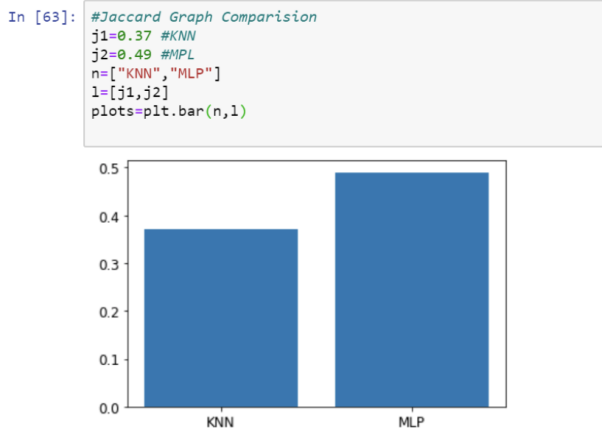 In [63]: #Jaccard Graph Comparision
j1=0.37 #KNN
j2=0.49 #MPL
n=["KNN","MLP"]
l=[j1,j2]
plots=plt.bar(n,l)
0.5
0.4
0.3
0.2
0.1
0.0
KNN MLP